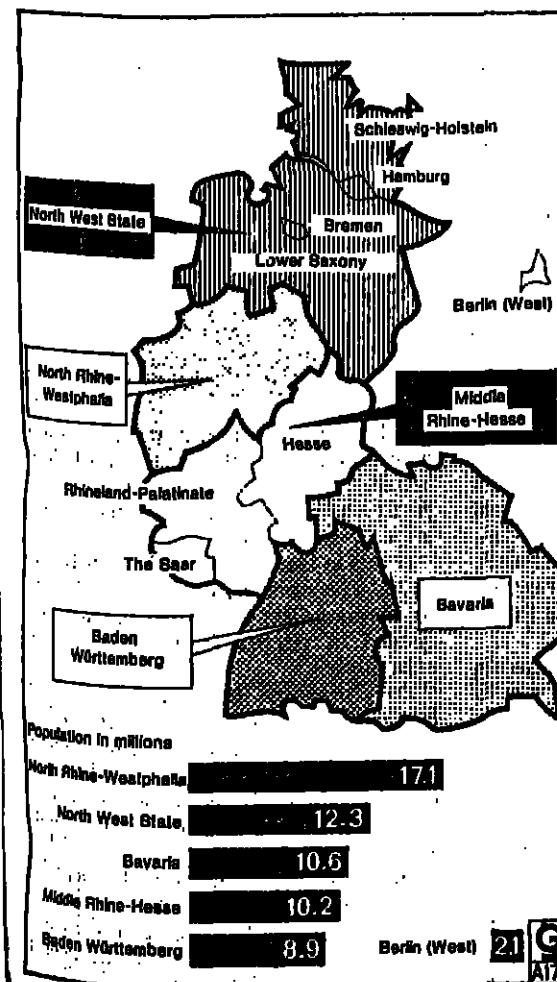 Schleswig-Holstein
Hamburg
North West State
Bremen
Lower Saxony
Berlin (West)
North Rhine-
Westphalia
Middle
Rhine-Hesse
Hesse
Rhineland-Palatinate
The Saar
Bavaria
Baden
Württemberg
Population in millions
North Rhine-Westphalia 17.1
North West State 12.3
Bavaria 10.6
Middle Rhine-Hesse 10.2
Baden Württemberg 8.9
Berlin (West) 2.1